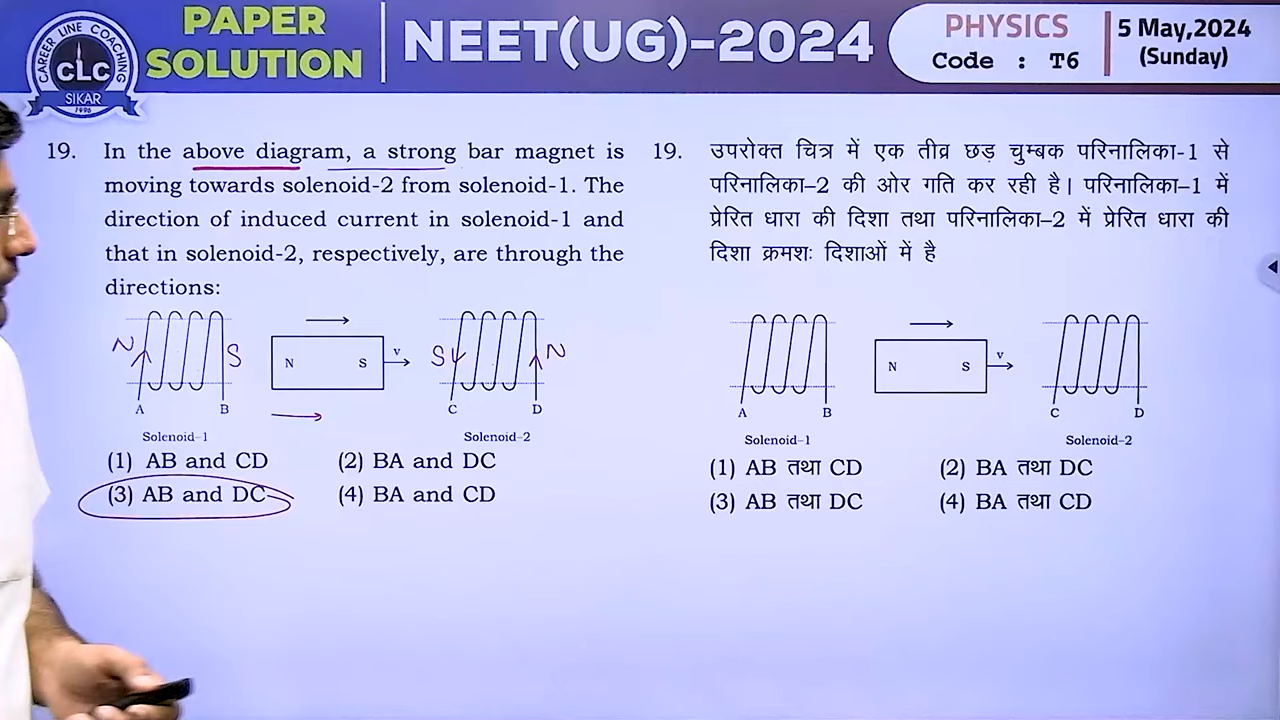 CAREER LINE COACHING
CLC
SIKAR
1996
PAPER
SOLUTION
NEET(UG)-2024
PHYSICS
Code : T6
5 May,2024
(Sunday)
19. In the above diagram, a strong bar magnet is
moving towards solenoid-2 from solenoid-1. The
direction of induced current in solenoid-1 and
that in solenoid-2, respectively, are through the
directions:
N S N S v S N
A B C D
Solenoid-1 Solenoid-2
(1) AB and CD (2) BA and DC
(3) AB and DC (4) BA and CD
19. उपरोक्त चित्र में एक तीव्र छड़ चुम्बक परिनालिका-1 से
परिनालिका–2 की ओर गति कर रही है। परिनालिका–1 में
प्रेरित धारा की दिशा तथा परिनालिका–2 में प्रेरित धारा की
दिशा क्रमशः दिशाओं में है
N S v
A B C D
Solenoid-1 Solenoid-2
(1) AB तथा CD (2) BA तथा DC
(3) AB तथा DC (4) BA तथा CD